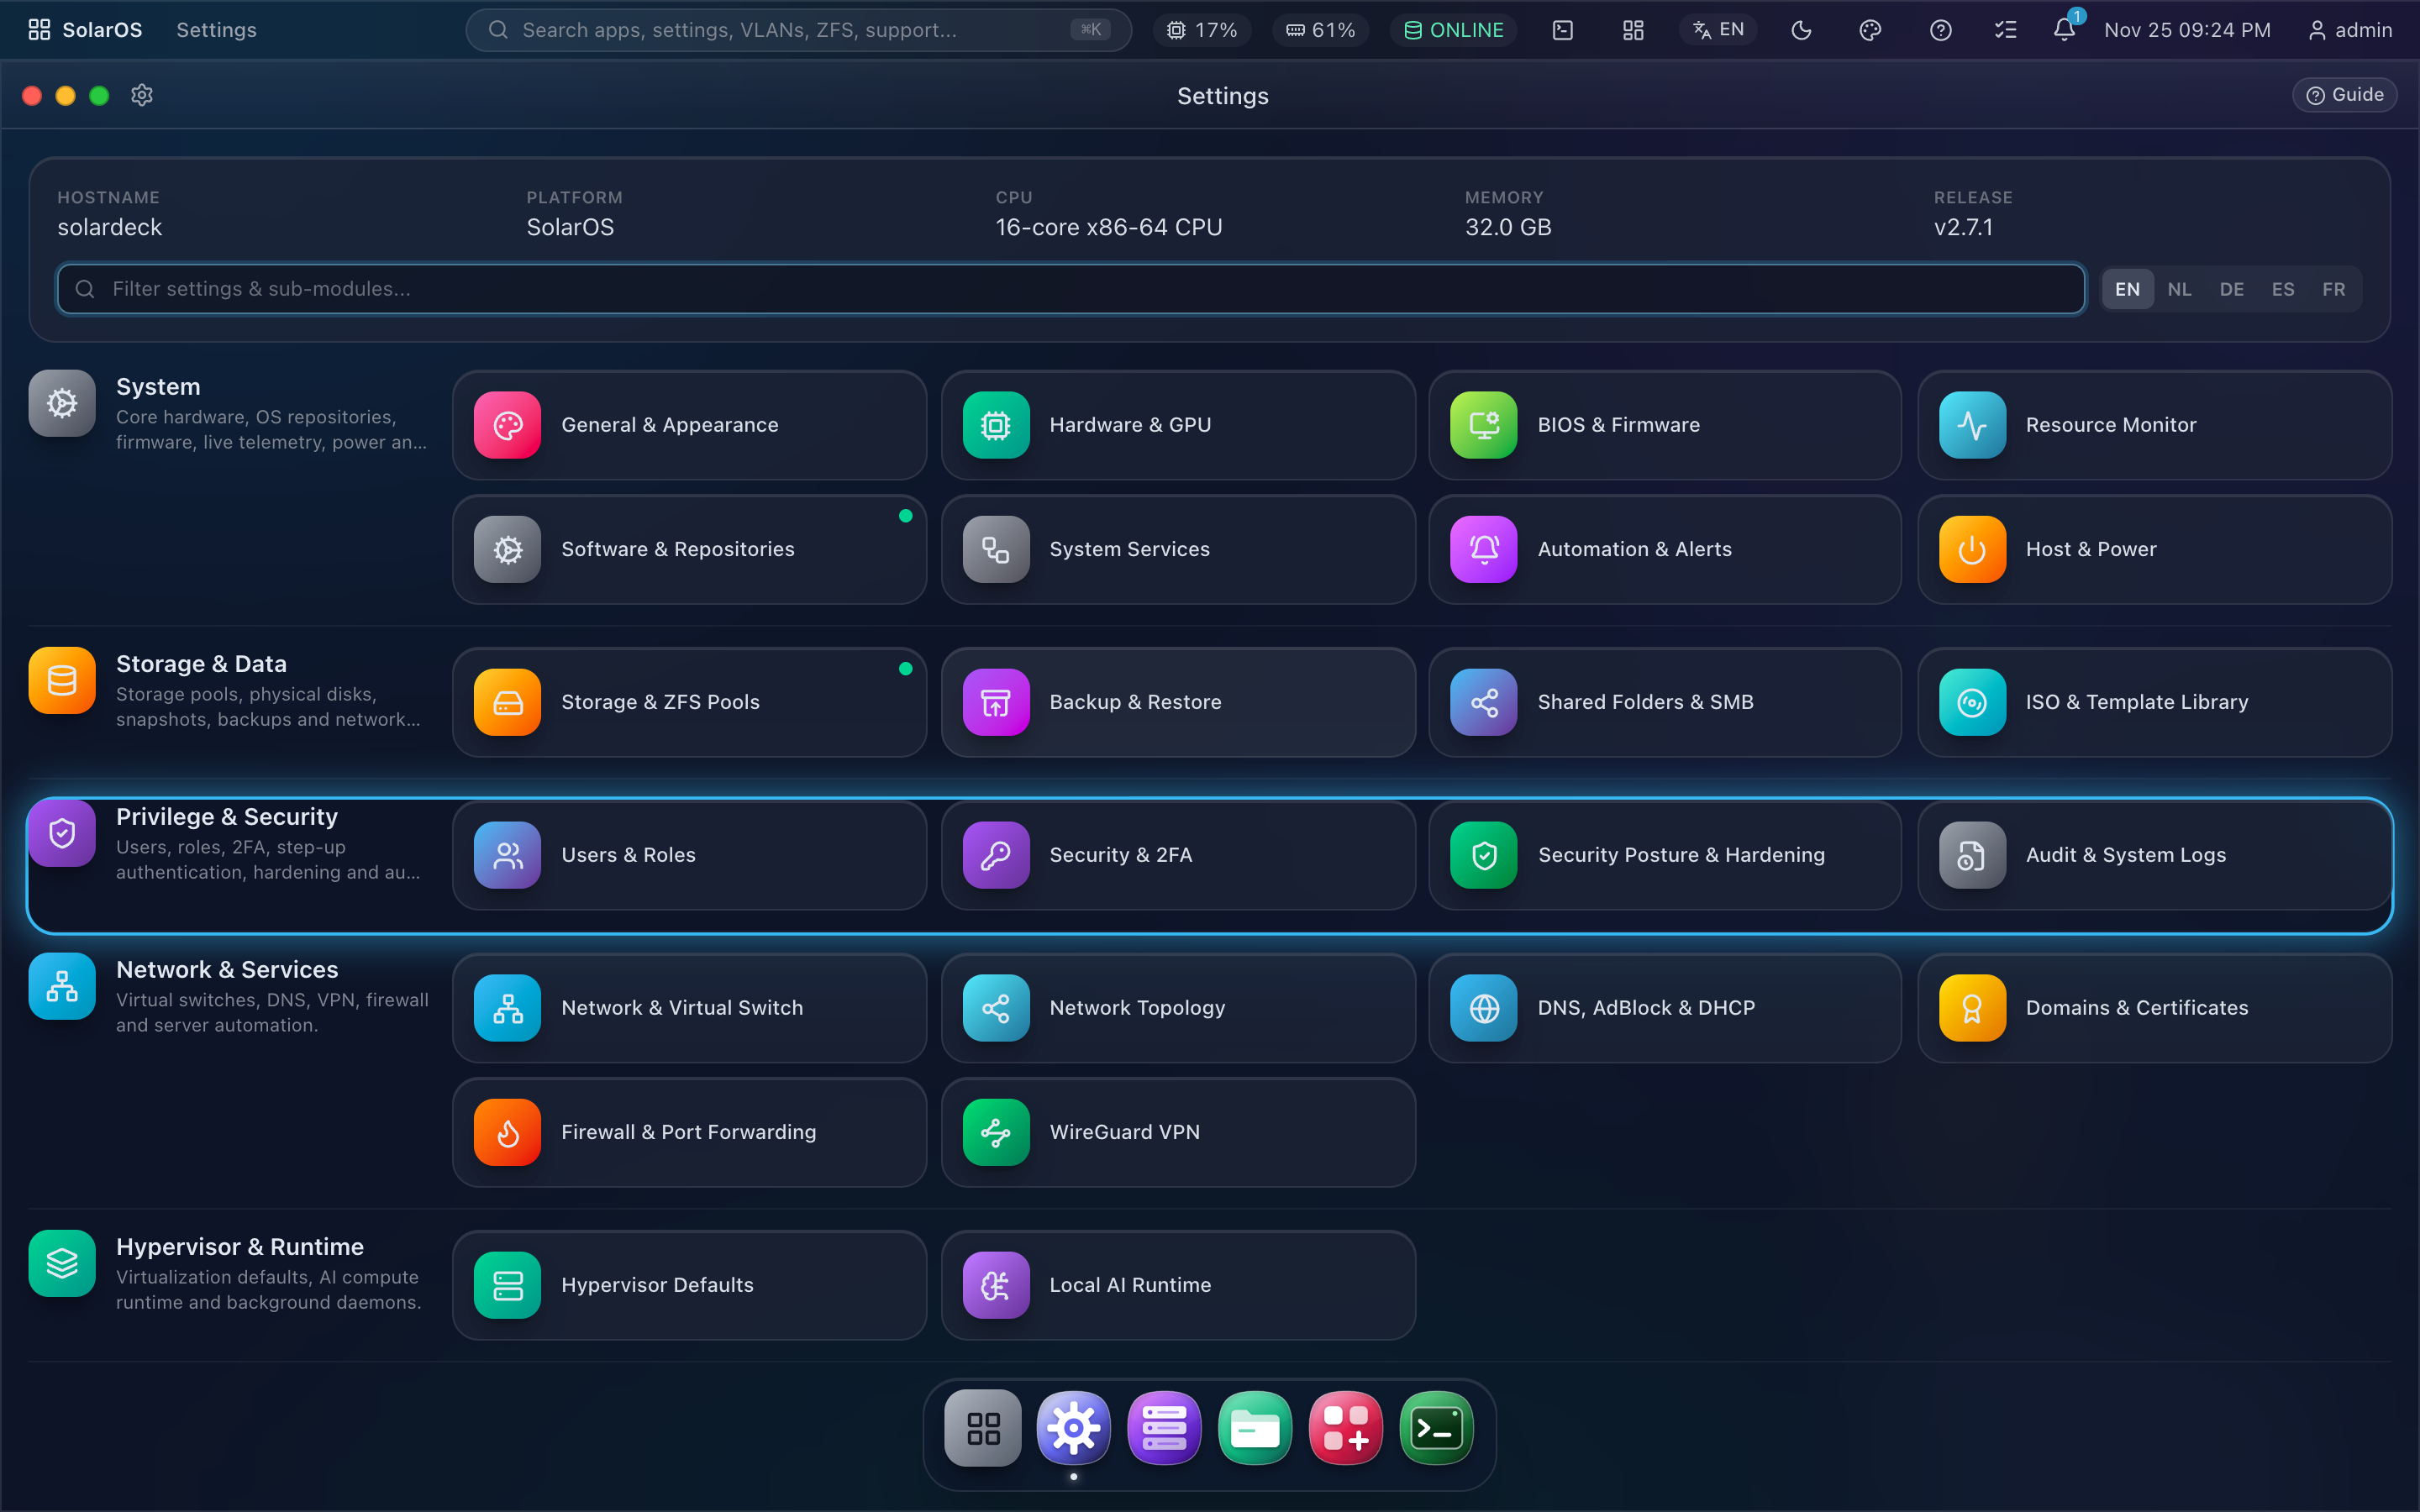 SolarOS Settings Search apps, settings, VLANs, ZFS, support... ⌘K 17% 61% ONLINE EN 1 Nov 25 09:24 PM admin
Settings
Guide
HOSTNAME PLATFORM CPU MEMORY RELEASE
solardeck SolarOS 16-core x86-64 CPU 32.0 GB v2.7.1
Filter settings & sub-modules... EN NL DE ES FR
System
Core hardware, OS repositories,
firmware, live telemetry, power an...
General & Appearance Hardware & GPU BIOS & Firmware Resource Monitor
Software & Repositories System Services Automation & Alerts Host & Power
Storage & Data
Storage pools, physical disks,
snapshots, backups and network...
Storage & ZFS Pools Backup & Restore Shared Folders & SMB ISO & Template Library
Privilege & Security
Users, roles, 2FA, step-up
authentication, hardening and au...
Users & Roles Security & 2FA Security Posture & Hardening Audit & System Logs
Network & Services
Virtual switches, DNS, VPN, firewall
and server automation.
Network & Virtual Switch Network Topology DNS, AdBlock & DHCP Domains & Certificates
Firewall & Port Forwarding WireGuard VPN
Hypervisor & Runtime
Virtualization defaults, AI compute
runtime and background daemons.
Hypervisor Defaults Local AI Runtime